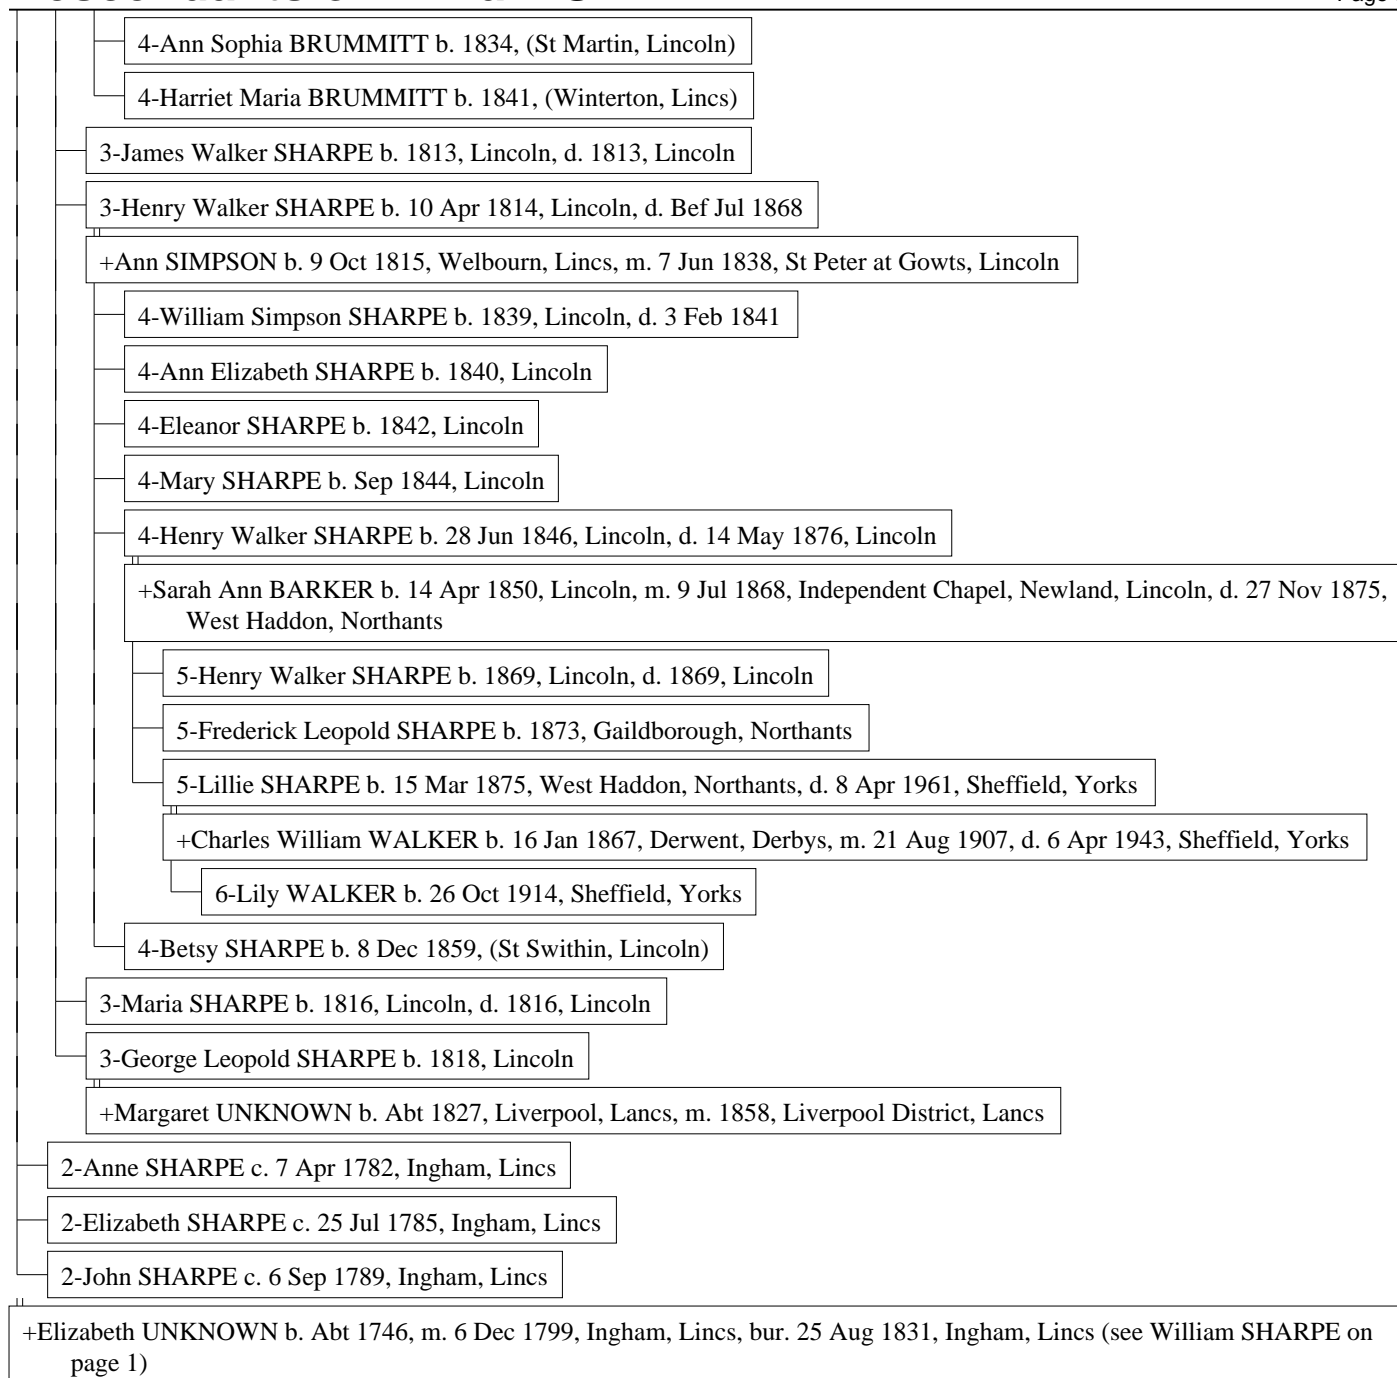 Page
4-Ann Sophia BRUMMITT b. 1834, (St Martin, Lincoln)
4-Harriet Maria BRUMMITT b. 1841, (Winterton, Lincs)
3-James Walker SHARPE b. 1813, Lincoln, d. 1813, Lincoln
3-Henry Walker SHARPE b. 10 Apr 1814, Lincoln, d. Bef Jul 1868
+Ann SIMPSON b. 9 Oct 1815, Welbourn, Lincs, m. 7 Jun 1838, St Peter at Gowts, Lincoln
4-William Simpson SHARPE b. 1839, Lincoln, d. 3 Feb 1841
4-Ann Elizabeth SHARPE b. 1840, Lincoln
4-Eleanor SHARPE b. 1842, Lincoln
4-Mary SHARPE b. Sep 1844, Lincoln
4-Henry Walker SHARPE b. 28 Jun 1846, Lincoln, d. 14 May 1876, Lincoln
+Sarah Ann BARKER b. 14 Apr 1850, Lincoln, m. 9 Jul 1868, Independent Chapel, Newland, Lincoln, d. 27 Nov 1875,
West Haddon, Northants
5-Henry Walker SHARPE b. 1869, Lincoln, d. 1869, Lincoln
5-Frederick Leopold SHARPE b. 1873, Gaildborough, Northants
5-Lillie SHARPE b. 15 Mar 1875, West Haddon, Northants, d. 8 Apr 1961, Sheffield, Yorks
+Charles William WALKER b. 16 Jan 1867, Derwent, Derbys, m. 21 Aug 1907, d. 6 Apr 1943, Sheffield, Yorks
6-Lily WALKER b. 26 Oct 1914, Sheffield, Yorks
4-Betsy SHARPE b. 8 Dec 1859, (St Swithin, Lincoln)
3-Maria SHARPE b. 1816, Lincoln, d. 1816, Lincoln
3-George Leopold SHARPE b. 1818, Lincoln
+Margaret UNKNOWN b. Abt 1827, Liverpool, Lancs, m. 1858, Liverpool District, Lancs
2-Anne SHARPE c. 7 Apr 1782, Ingham, Lincs
2-Elizabeth SHARPE c. 25 Jul 1785, Ingham, Lincs
2-John SHARPE c. 6 Sep 1789, Ingham, Lincs
+Elizabeth UNKNOWN b. Abt 1746, m. 6 Dec 1799, Ingham, Lincs, bur. 25 Aug 1831, Ingham, Lincs (see William SHARPE on
page 1)